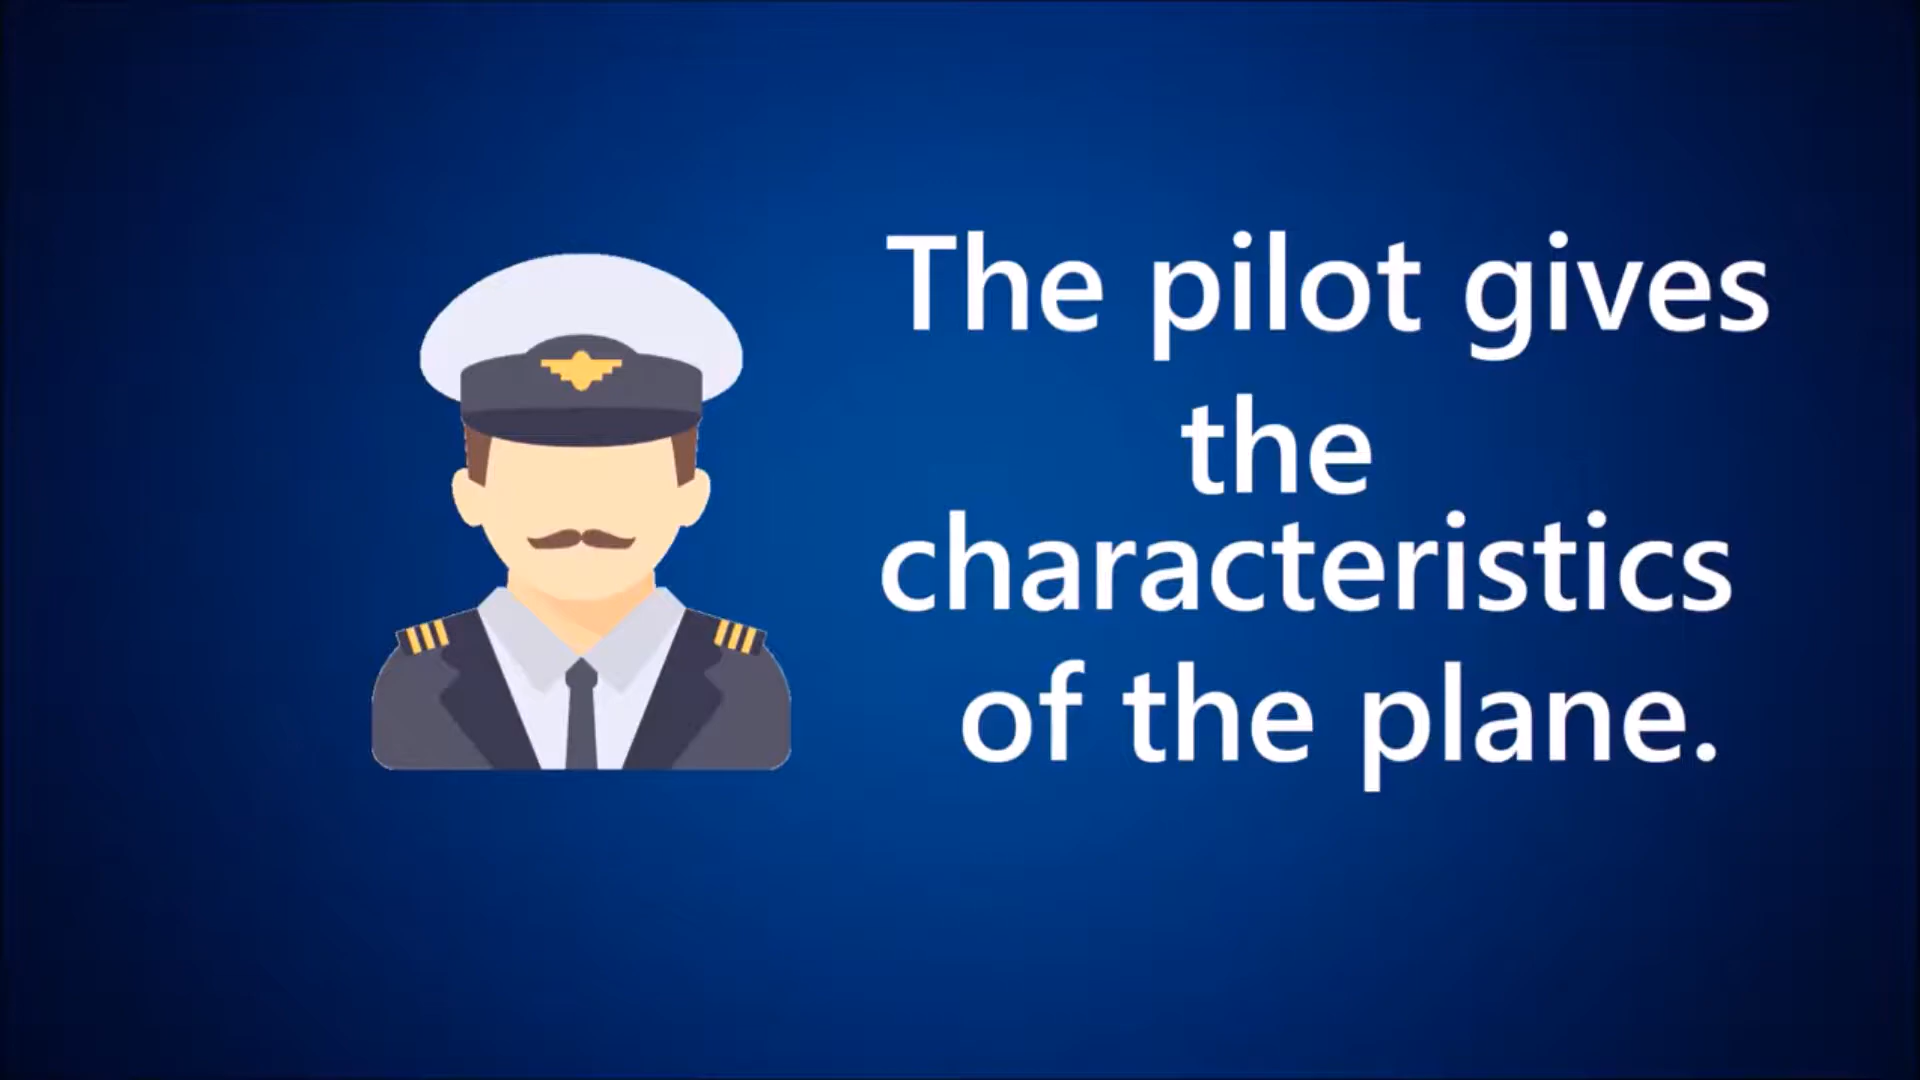 The pilot gives
the
characteristics
of the plane.